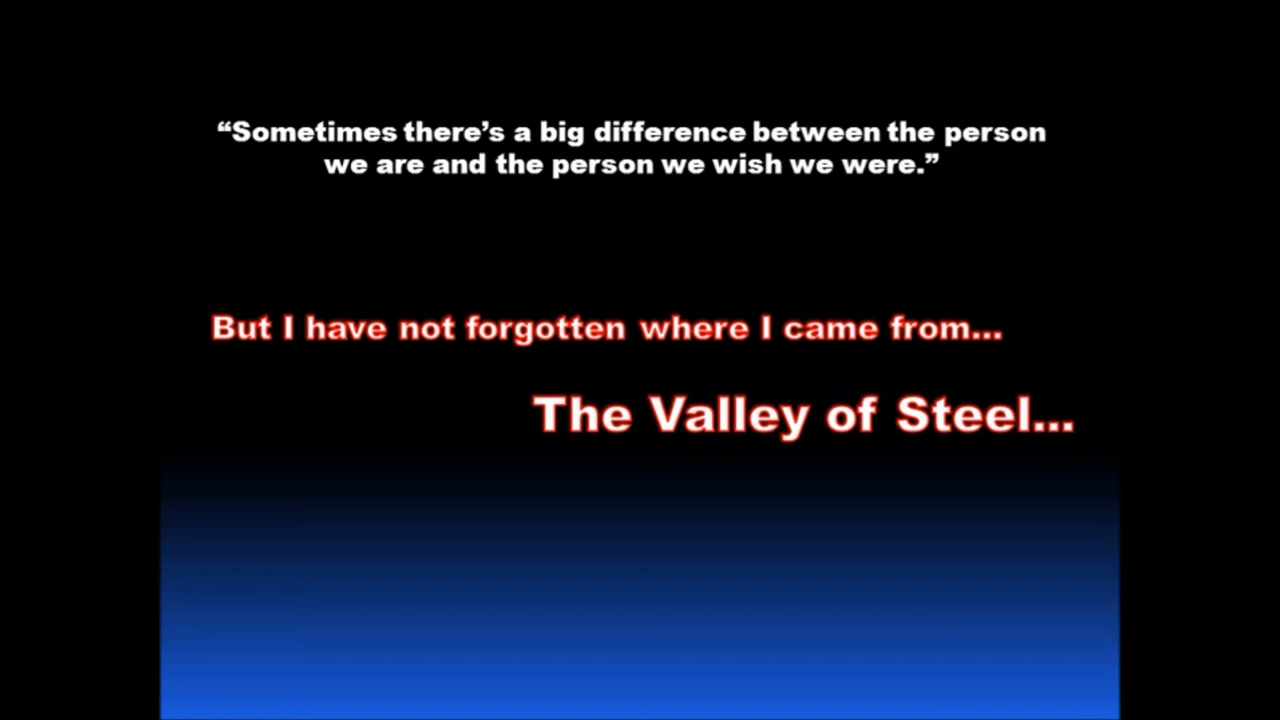 “Sometimes there’s a big difference between the person
we are and the person we wish we were.”
But I have not forgotten where I came from...
The Valley of Steel...